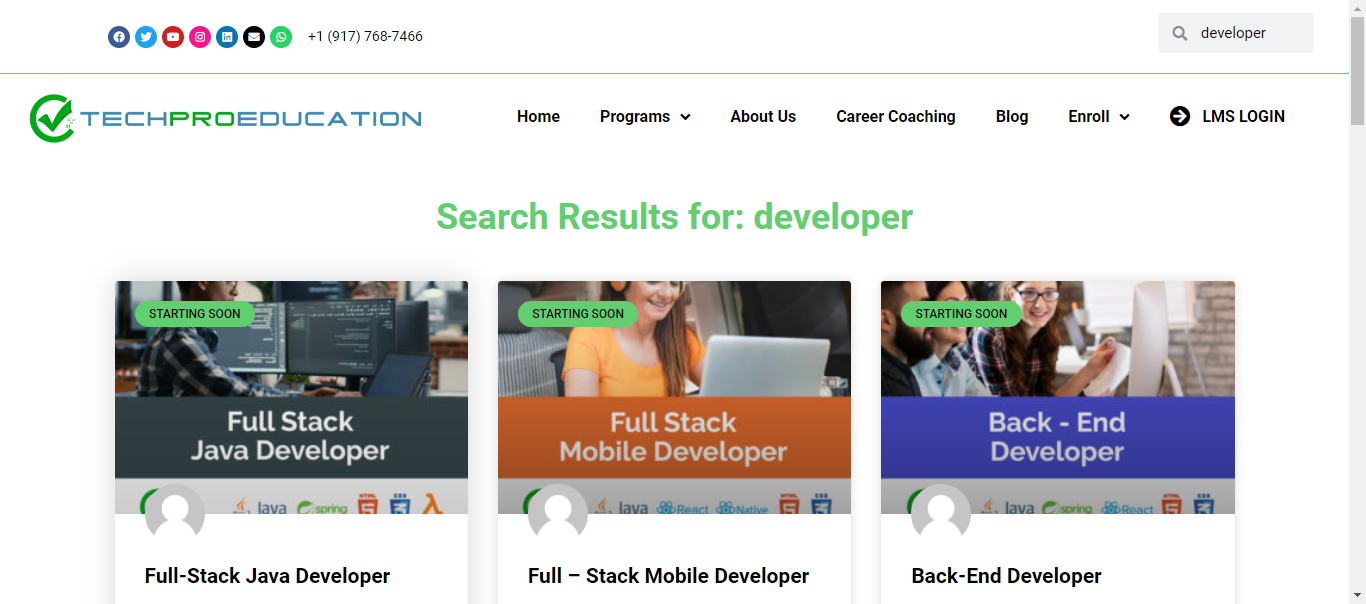 +1 (917) 768-7466
developer
TECHPROEDUCATION
Home
Programs
About Us
Career Coaching
Blog
Enroll
LMS LOGIN
Search Results for: developer
STARTING SOON
Full Stack
Java Developer
Java
spring
HTML
CSS
Full-Stack Java Developer
STARTING SOON
Full Stack
Mobile Developer
Java
React
Native
HTML
CSS
Full – Stack Mobile Developer
STARTING SOON
Back - End
Developer
Java
spring
React
HTML
CSS
Back-End Developer